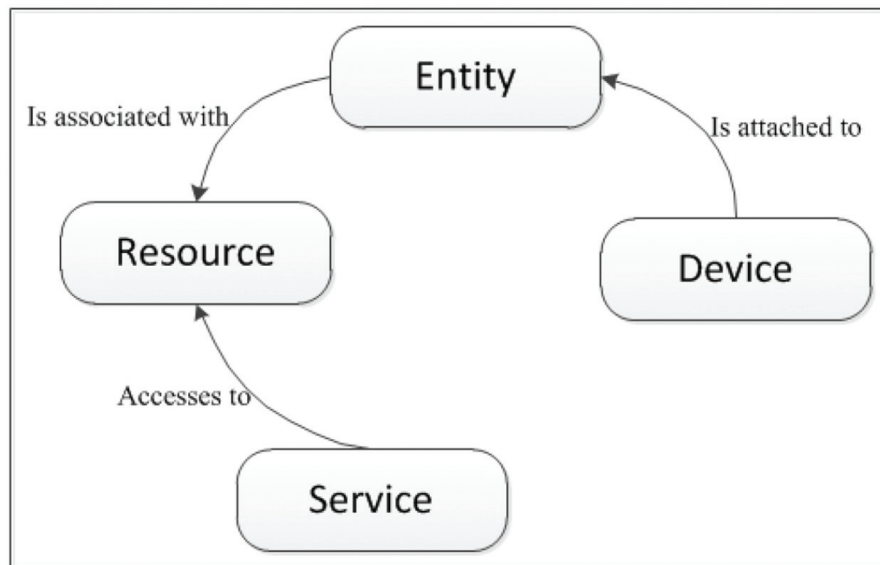 Entity
Is associated with
Is attached to
Resource
Device
Accesses to
Service